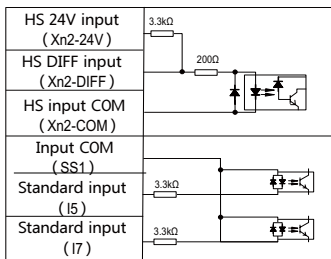 HS 24V input
(Xn2-24V)
3.3kΩ
HS DIFF input
(Xn2-DIFF)
200Ω
HS input COM
(Xn2-COM)
Input COM
(SS1)
Standard input
(I5)
3.3kΩ
Standard input
(I7)
3.3kΩ